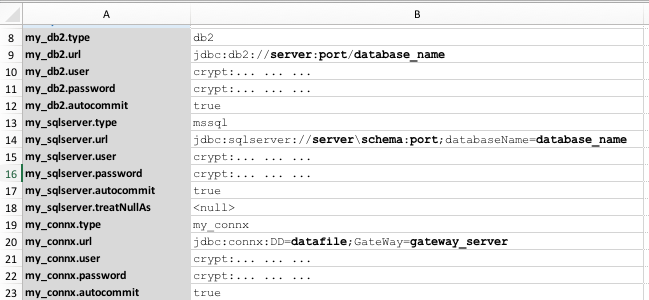 A B
8 my_db2.type db2
9 my_db2.url jdbc:db2://server:port/database_name
10 my_db2.user crypt:... ... ...
11 my_db2.password crypt:... ... ...
12 my_db2.autocommit true
13 my_sqlserver.type mssql
14 my_sqlserver.url jdbc:sqlserver://server\schema:port;databaseName=database_name
15 my_sqlserver.user crypt:... ... ...
16 my_sqlserver.password crypt:... ... ...
17 my_sqlserver.autocommit true
18 my_sqlserver.treatNullAs <null>
19 my_connx.type my_connx
20 my_connx.url jdbc:connx:DD=datafile;GateWay=gateway_server
21 my_connx.user crypt:... ... ...
22 my_connx.password crypt:... ... ...
23 my_connx.autocommit true